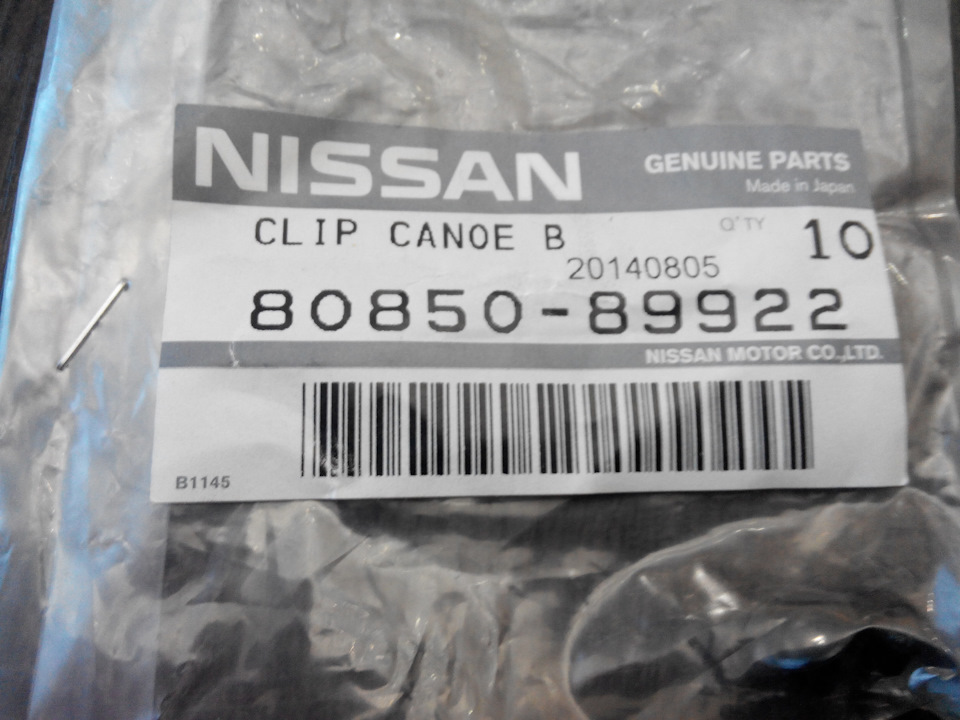 NISSAN GENUINE PARTS
Made in Japan
CLIP CANOE B Q'TY 10
20140805
80850-89922
NISSAN MOTOR CO.,LTD.
B1145